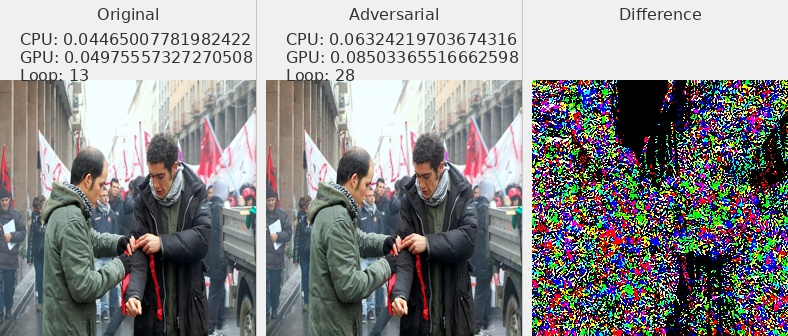 Original
CPU: 0.04465007781982422
GPU: 0.04975557327270508
Loop: 13
Adversarial
CPU: 0.06324219703674316
GPU: 0.08503365516662598
Loop: 28
Difference